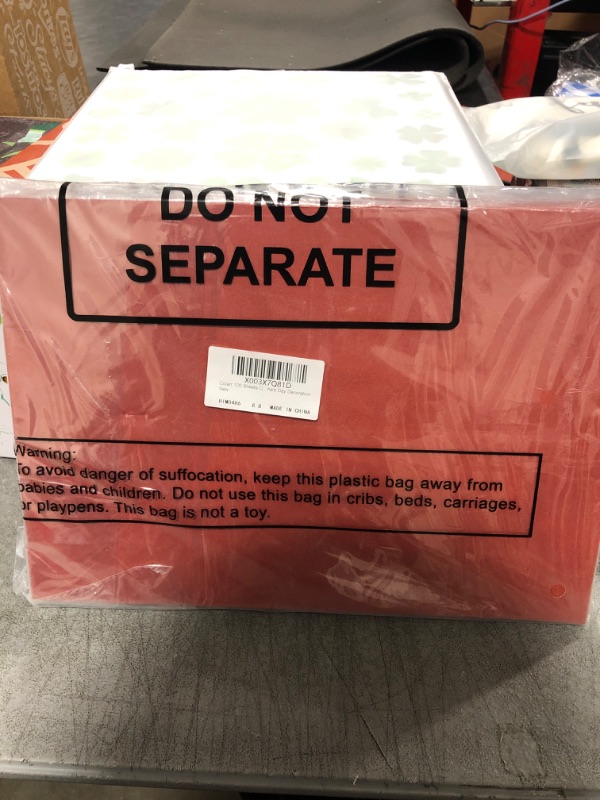 DO NOT
SEPARATE
X003X7Q81D
New
MADE IN CHINA
Warning:
To avoid danger of suffocation, keep this plastic bag away from
babies and children. Do not use this bag in cribs, beds, carriages,
or playpens. This bag is not a toy.